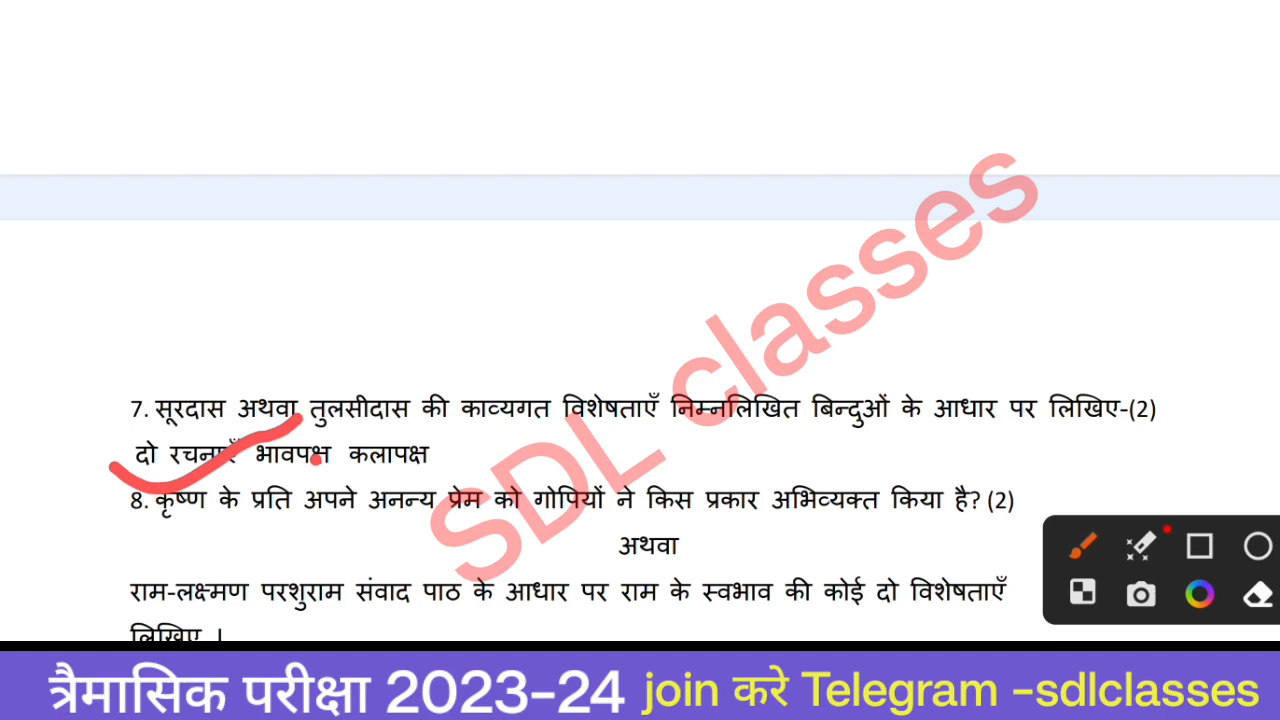 SDL classes
7. सूरदास अथवा तुलसीदास की काव्यगत विशेषताएँ निम्नलिखित बिन्दुओं के आधार पर लिखिए-(2)
दो रचनाएँ भावपक्ष कलापक्ष
8. कृष्ण के प्रति अपने अनन्य प्रेम को गोपियों ने किस प्रकार अभिव्यक्त किया है? (2)
अथवा
राम-लक्ष्मण परशुराम संवाद पाठ के आधार पर राम के स्वभाव की कोई दो विशेषताएँ
लिखिए ।
त्रैमासिक परीक्षा 2023-24 join करे Telegram -sdlclasses